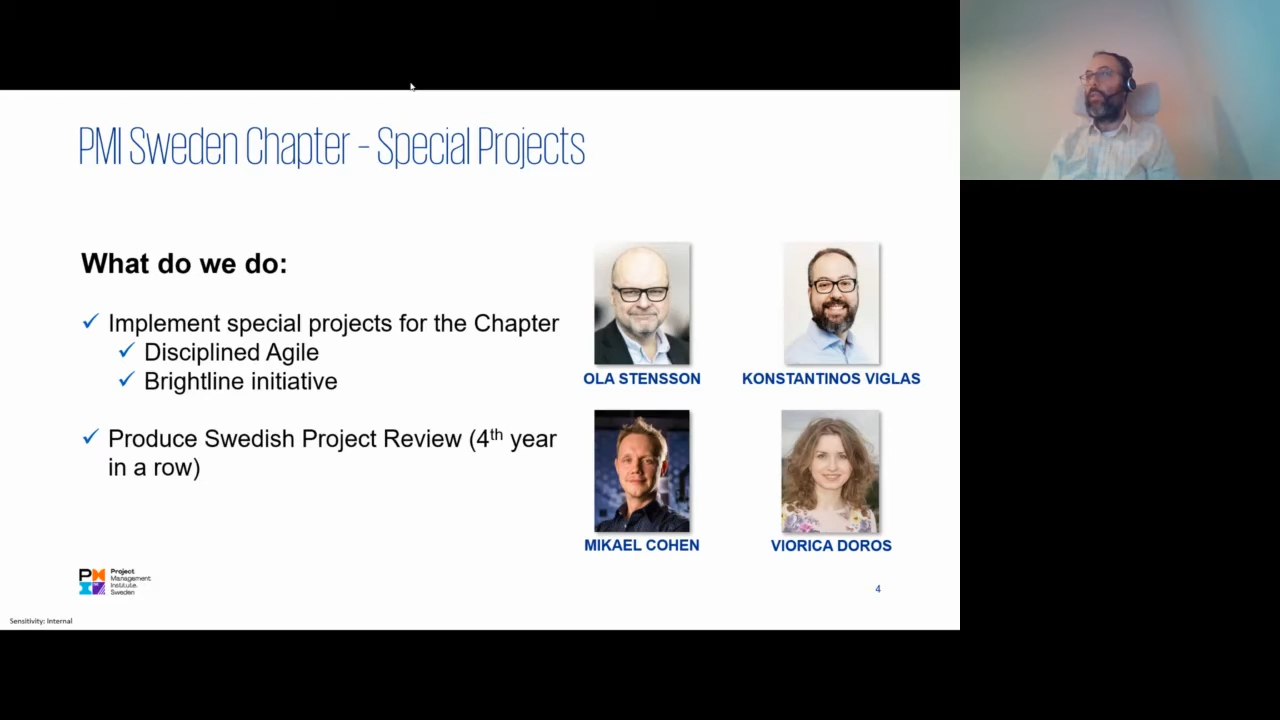 PMI Sweden Chapter - Special Projects
What do we do:
✓ Implement special projects for the Chapter
✓ Disciplined Agile
✓ Brightline initiative
✓ Produce Swedish Project Review (4th year
in a row)
OLA STENSSON
KONSTANTINOS VIGLAS
MIKAEL COHEN
VIORICA DOROS
Project
Management
Institute.
Sweden
4
Sensitivity: Internal